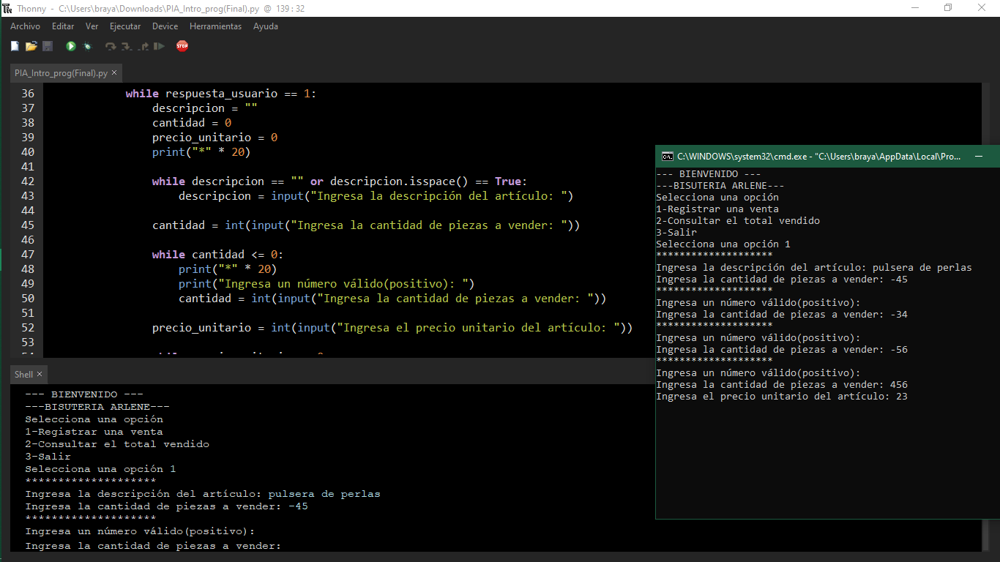 Thonny - C:\Users\braya\Downloads\PIA_Intro_prog(Final).py @ 139 : 32
Archivo Editar Ver Ejecutar Device Herramientas Ayuda
STOP
PIA_Intro_prog(Final).py ×
36 while respuesta_usuario == 1:
37 descripcion = ""
38 cantidad = 0
39 precio_unitario = 0
40 print("*" * 20)
41
42 while descripcion == "" or descripcion.isspace() == True:
43 descripcion = input("Ingresa la descripción del artículo: ")
44
45 cantidad = int(input("Ingresa la cantidad de piezas a vender: "))
46
47 while cantidad <= 0:
48 print("*" * 20)
49 print("Ingresa un número válido(positivo): ")
50 cantidad = int(input("Ingresa la cantidad de piezas a vender: "))
51
52 precio_unitario = int(input("Ingresa el precio unitario del artículo: "))
53
Shell ×
--- BIENVENIDO ---
---BISUTERIA ARLENE---
Selecciona una opción
1-Registrar una venta
2-Consultar el total vendido
3-Salir
Selecciona una opción 1
********************
Ingresa la descripción del artículo: pulsera de perlas
Ingresa la cantidad de piezas a vender: -45
********************
Ingresa un número válido(positivo):
Ingresa la cantidad de piezas a vender:
C:\WINDOWS\system32\cmd.exe - "C:\Users\braya\AppData\Local\Pro...
--- BIENVENIDO ---
---BISUTERIA ARLENE---
Selecciona una opción
1-Registrar una venta
2-Consultar el total vendido
3-Salir
Selecciona una opción 1
********************
Ingresa la descripción del artículo: pulsera de perlas
Ingresa la cantidad de piezas a vender: -45
********************
Ingresa un número válido(positivo):
Ingresa la cantidad de piezas a vender: -34
********************
Ingresa un número válido(positivo):
Ingresa la cantidad de piezas a vender: -56
********************
Ingresa un número válido(positivo):
Ingresa la cantidad de piezas a vender: 456
Ingresa el precio unitario del artículo: 23